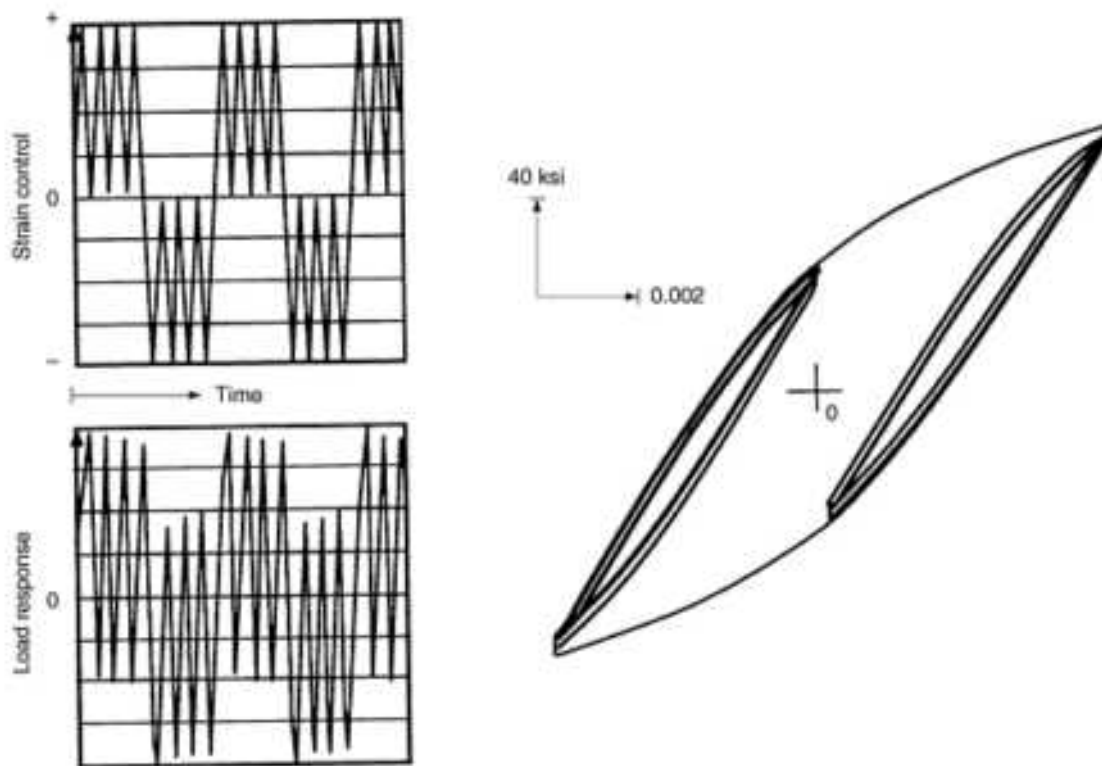 +
Strain control
0
–
Time
Load response
0
40 ksi
0.002
0